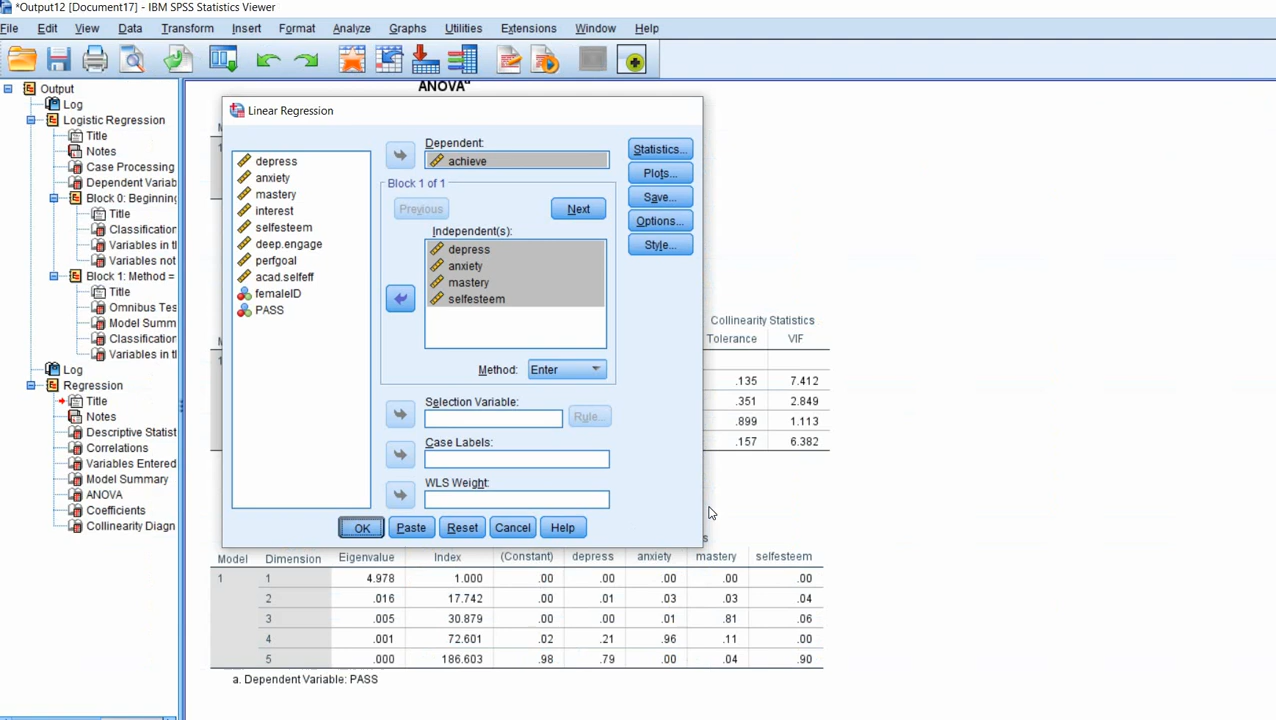 *Output12 [Document17] - IBM SPSS Statistics Viewer
File Edit View Data Transform Insert Format Analyze Graphs Utilities Extensions Window Help
Output
Log
Logistic Regression
Title
Notes
Case Processing
Dependent Variab
Block 0: Beginning
Title
Classification
Variables in th
Variables not
Block 1: Method =
Title
Omnibus Tes
Model Summ
Classification
Variables in th
Log
Regression
Title
Notes
Descriptive Statist
Correlations
Variables Entered
Model Summary
ANOVA
Coefficients
Collinearity Diagn
ANOVAa
Linear Regression
depress
anxiety
mastery
interest
selfesteem
deep.engage
perfgoal
acad.selfeff
femaleID
PASS
Dependent:
achieve
Block 1 of 1
Previous Next
Independent(s):
depress
anxiety
mastery
selfesteem
Method: Enter
Selection Variable:
Rule...
Case Labels:
WLS Weight:
Statistics...
Plots...
Save...
Options...
Style...
OK Paste Reset Cancel Help
Collinearity Statistics
Tolerance VIF
.135 7.412
.351 2.849
.899 1.113
.157 6.382
Model Dimension Eigenvalue Index (Constant) depress anxiety mastery selfesteem
1 1 4.978 1.000 .00 .00 .00 .00 .00
2 .016 17.742 .00 .01 .03 .03 .04
3 .005 30.879 .00 .00 .01 .81 .06
4 .001 72.601 .02 .21 .96 .11 .00
5 .000 186.603 .98 .79 .00 .04 .90
a. Dependent Variable: PASS